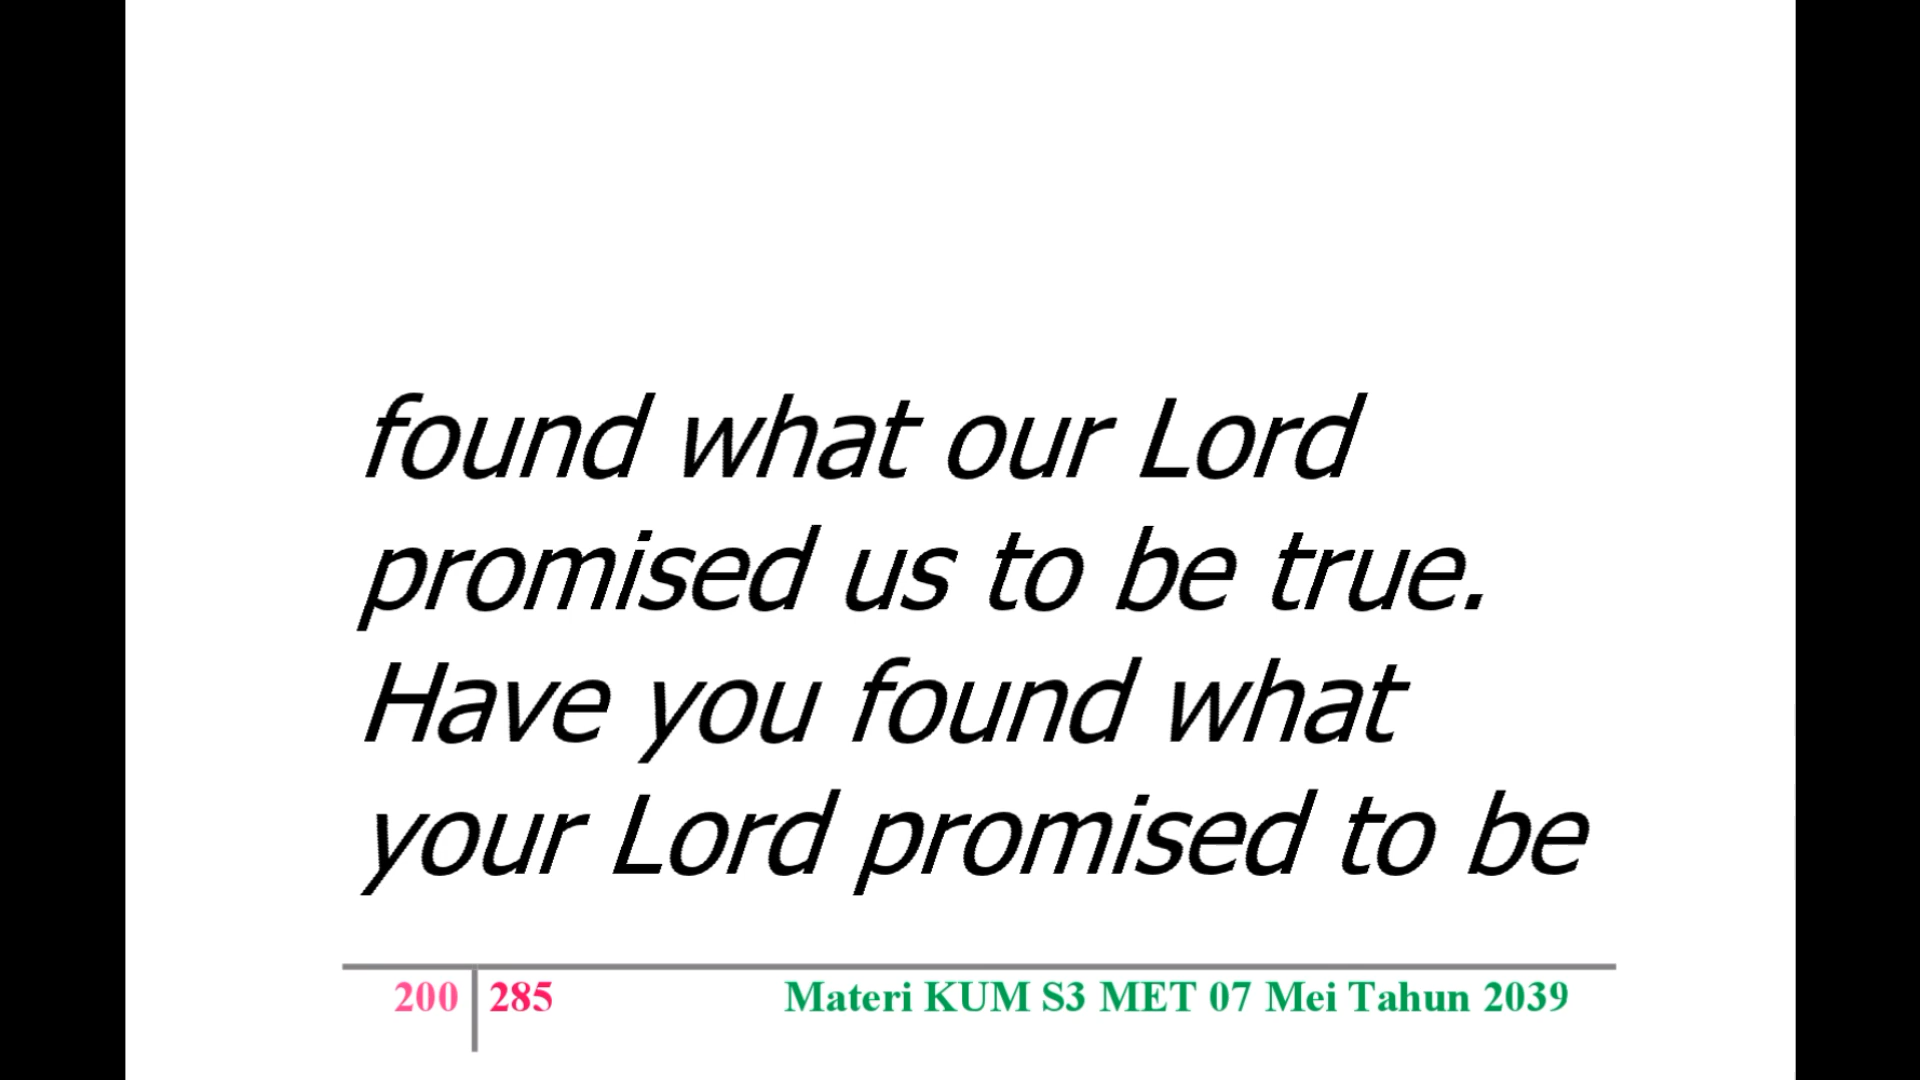 found what our Lord
promised us to be true.
Have you found what
your Lord promised to be
200 285 Materi KUM S3 MET 07 Mei Tahun 2039